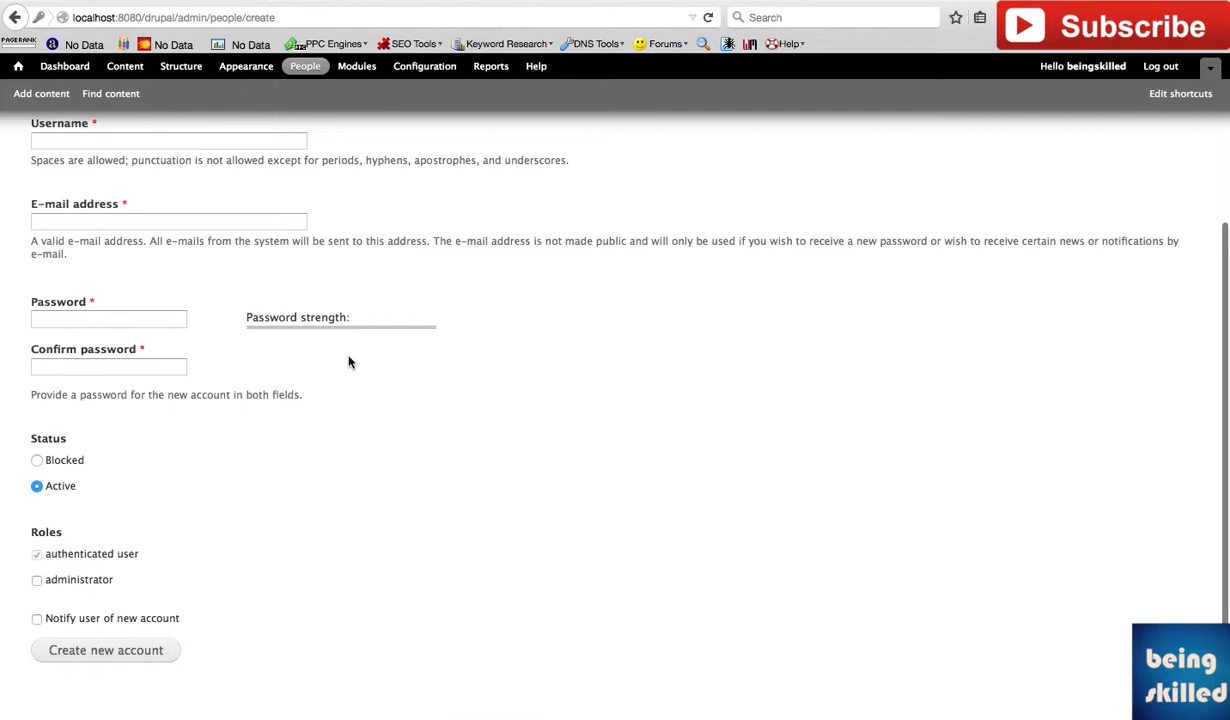 localhost:8080/drupal/admin/people/create
Search
Subscribe
PAGERANK No Data No Data No Data PPC Engines SEO Tools Keyword Research DNS Tools Forums Help
Dashboard Content Structure Appearance People Modules Configuration Reports Help Hello beingskilled Log out
Add content Find content Edit shortcuts
Username *
Spaces are allowed; punctuation is not allowed except for periods, hyphens, apostrophes, and underscores.
E-mail address *
A valid e-mail address. All e-mails from the system will be sent to this address. The e-mail address is not made public and will only be used if you wish to receive a new password or wish to receive certain news or notifications by
e-mail.
Password *
Password strength:
Confirm password *
Provide a password for the new account in both fields.
Status
Blocked
Active
Roles
authenticated user
administrator
Notify user of new account
Create new account
being
skilled